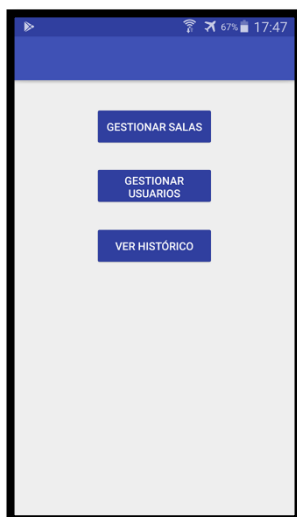 67% 17:47
GESTIONAR SALAS
GESTIONAR
USUARIOS
VER HISTÓRICO